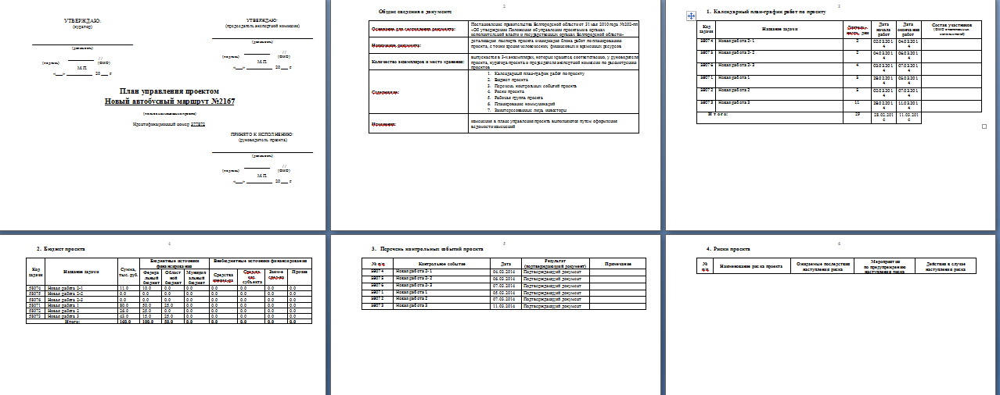 УТВЕРЖДАЮ:
(куратор)
(должность)
(подпись) (ФИО)
М.П.
«___» __________ 20___ г
УТВЕРЖДАЮ:
(председатель экспертной комиссии)
(должность)
(подпись) (ФИО)
М.П.
«___» __________ 20___ г
План управления проектом
Новый автобусный маршрут №2167
(полное наименование проекта)
Идентификационный номер
ПРИНЯТО К ИСПОЛНЕНИЮ:
(руководитель проекта)
(должность)
(подпись) (ФИО)
М.П.
«___» __________ 20___ г
2
Общие сведения о документе
Основание для составления документа:
Постановление правительства Белгородской области от 31 мая 2010 года №202-пп
«Об утверждении Положения об управлении проектами в органах
исполнительной власти и государственных органах Белгородской области»
Назначение документа:
детализация паспорта проекта и инициация блока работ по планированию
проекта, с точки зрения человеческих, финансовых и временных ресурсов
Количество экземпляров и место хранения:
выпускается в 3-х экземплярах, которые хранятся соответственно, у руководителя
проекта, куратора проекта и председателя экспертной комиссии по рассмотрению
проектов
Содержание:
1. Календарный план-график работ по проекту
2. Бюджет проекта
3. Перечень контрольных событий проекта
4. Риски проекта
5. Рабочая группа проекта
6. Планирование коммуникаций
7. Заинтересованные лица, инвесторы
Изменения:
изменения в плане управления проекта выполняются путем оформления
ведомости изменений
3
1. Календарный план-график работ по проекту
Код задачи Название задачи Длительность, дни Дата начала работ Дата окончания работ Состав участников
58074 Новая работа 2-1 2 02.03.2014 04.03.2014
58075 Новая работа 2-2 2 04.03.2014 06.03.2014
58076 Новая работа 2-3 4 03.03.2014 07.03.2014
58071 Новая работа 1 5 28.02.2014 05.03.2014
58072 Новая работа 2 5 02.03.2014 07.03.2014
58073 Новая работа 3 11 28.02.2014 11.03.2014
Итого: 29 28.02.2014 11.03.2014
4
2. Бюджет проекта
Код задачи Название задачи Сумма, тыс. руб. Бюджетные источники финансирования Внебюджетные источники финансирования
Федеральный бюджет Областной бюджет Муниципальный бюджет Средства Средства хоз. субъекта Заемные средства Прочие
58074 Новая работа 2-1 11.0 10.0 0.0 0.0 0.0 0.0 0.0 0.0
58075 Новая работа 2-2 0.0 0.0 0.0 0.0 0.0 0.0 0.0 0.0
58076 Новая работа 2-3 0.0 0.0 0.0 0.0 0.0 0.0 0.0 0.0
58071 Новая работа 1 80.0 50.0 25.0 0.0 0.0 0.0 0.0 0.0
58072 Новая работа 2 26.0 25.0 0.0 0.0 0.0 0.0 0.0 0.0
58073 Новая работа 3 43.0 15.0 25.0 0.0 0.0 0.0 0.0 0.0
Итого: 160.0 100.0 50.0 0.0 0.0 0.0 0.0 0.0
5
3. Перечень контрольных событий проекта
№ п/п Контрольное событие Дата Результат (подтверждающий документ) Примечание
58074 Новая работа 2-1 04.03.2014 Подтверждающий документ
58075 Новая работа 2-2 06.03.2014 Подтверждающий документ
58076 Новая работа 2-3 07.03.2014 Подтверждающий документ
58071 Новая работа 1 05.03.2014 Подтверждающий документ
58072 Новая работа 2 07.03.2014 Подтверждающий документ
58073 Новая работа 3 11.03.2014 Подтверждающий документ
6
4. Риски проекта
№ п/п Наименование риска проекта Ожидаемые последствия наступления риска Мероприятия по предупреждению наступления риска Действия в случае наступления риска